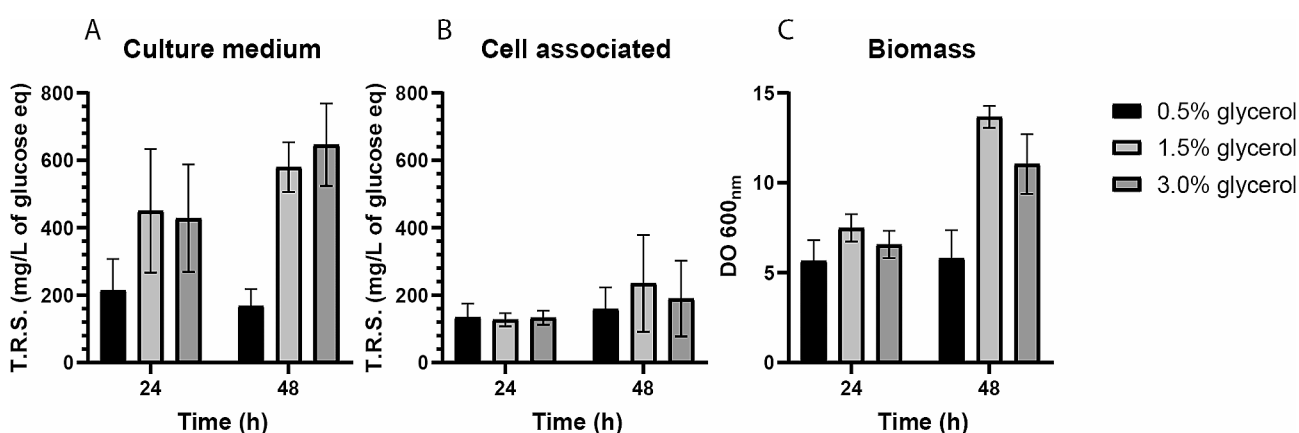 A
Culture medium
T.R.S. (mg/L of glucose eq)
800
600
400
200
0
24
48
Time (h)
B
Cell associated
T.R.S. (mg/L of glucose eq)
800
600
400
200
0
24
48
Time (h)
C
Biomass
DO 600nm
15
10
5
0
24
48
Time (h)
0.5% glycerol
1.5% glycerol
3.0% glycerol